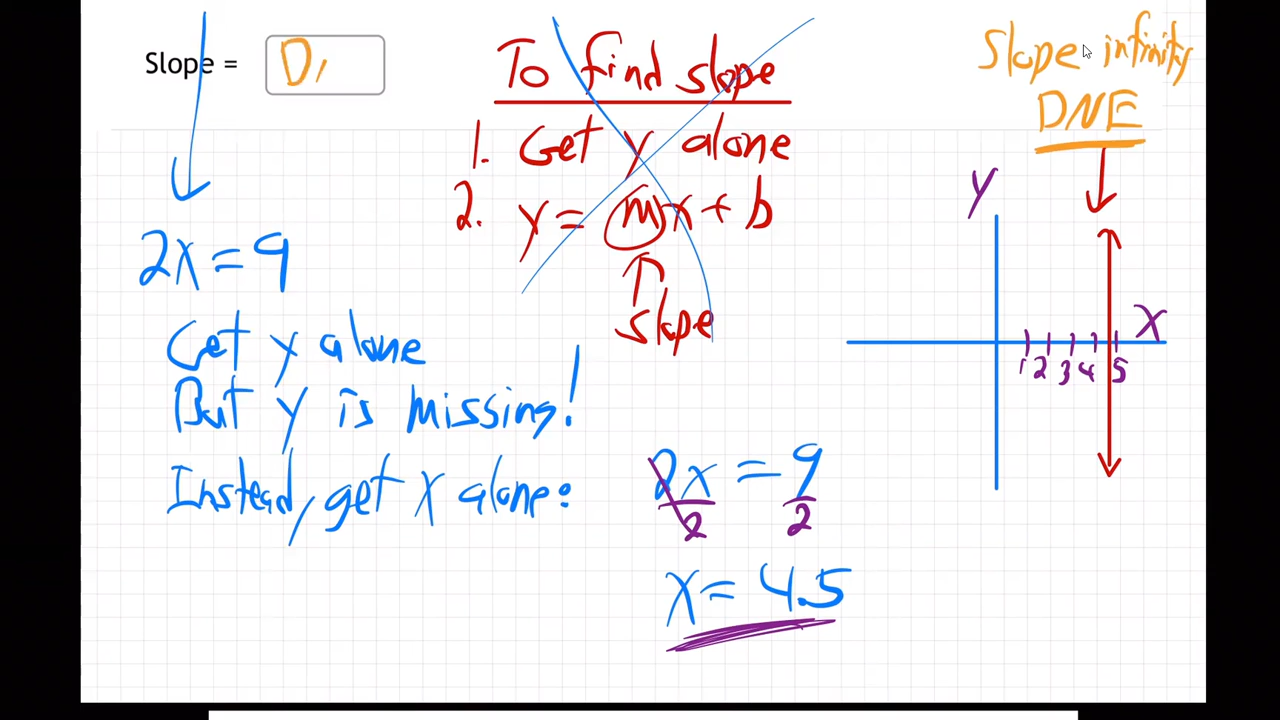 Slope = D,
To find slope
1. Get y alone
2. y = mx + b
slope
2x = 9
Get y alone
But y is missing!
Instead, get x alone:
2x = 9
2 2
x = 4.5
Slope infinity
DNE
y
x
1 2 3 4 5